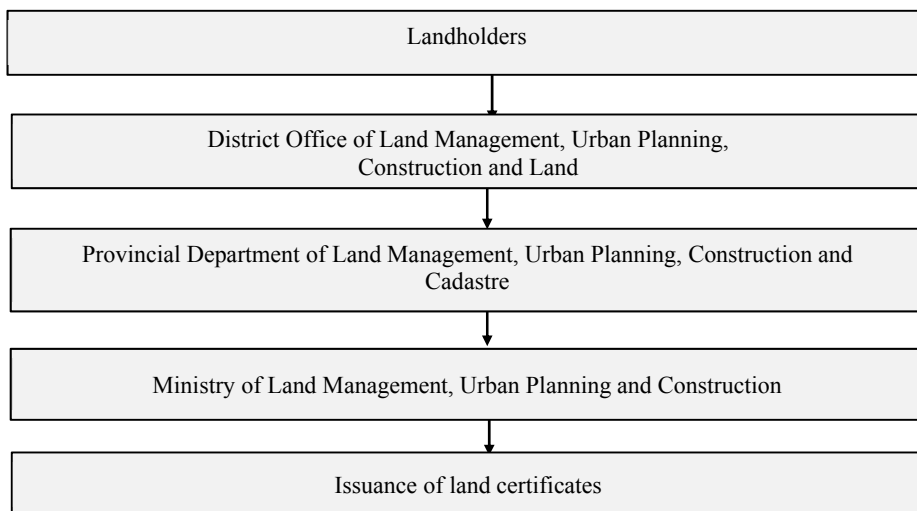 Landholders
District Office of Land Management, Urban Planning,
Construction and Land
Provincial Department of Land Management, Urban Planning, Construction and
Cadastre
Ministry of Land Management, Urban Planning and Construction
Issuance of land certificates